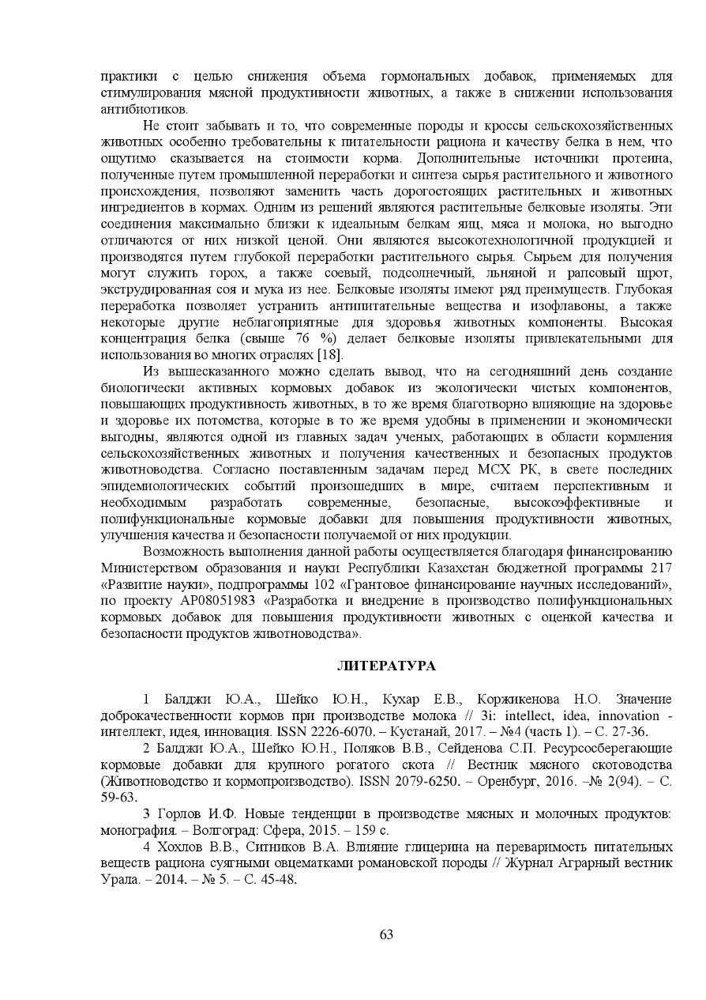 практики с целью снижения объема гормональных добавок, применяемых для
стимулирования мясной продуктивности животных, а также в снижении использования
антибиотиков.
Не стоит забывать и то, что современные породы и кроссы сельскохозяйственных
животных особенно требовательны к питательности рациона и качеству белка в нем, что
ощутимо сказывается на стоимости корма. Дополнительные источники протеина,
полученные путем промышленной переработки и синтеза сырья растительного и животного
происхождения, позволяют заменить часть дорогостоящих растительных и животных
ингредиентов в кормах. Одним из решений являются растительные белковые изоляты. Эти
соединения максимально близки к идеальным белкам яиц, мяса и молока, но выгодно
отличаются от них низкой ценой. Они являются высокотехнологичной продукцией и
производятся путем глубокой переработки растительного сырья. Сырьем для получения
могут служить горох, а также соевый, подсолнечный, льняной и рапсовый шрот,
экструдированная соя и мука из нее. Белковые изоляты имеют ряд преимуществ. Глубокая
переработка позволяет устранить антипитательные вещества и изофлавоны, а также
некоторые другие неблагоприятные для здоровья животных компоненты. Высокая
концентрация белка (свыше 76 %) делает белковые изоляты привлекательными для
использования во многих отраслях [18].
Из вышесказанного можно сделать вывод, что на сегодняшний день создание
биологически активных кормовых добавок из экологически чистых компонентов,
повышающих продуктивность животных, в то же время благотворно влияющие на здоровье
и здоровье их потомства, которые в то же время удобны в применении и экономически
выгодны, являются одной из главных задач ученых, работающих в области кормления
сельскохозяйственных животных и получения качественных и безопасных продуктов
животноводства. Согласно поставленным задачам перед МСХ РК, в свете последних
эпидемиологических событий произошедших в мире, считаем перспективным и
необходимым разработать современные, безопасные, высокоэффективные и
полифункциональные кормовые добавки для повышения продуктивности животных,
улучшения качества и безопасности получаемой от них продукции.
Возможность выполнения данной работы осуществляется благодаря финансированию
Министерством образования и науки Республики Казахстан бюджетной программы 217
«Развитие науки», подпрограммы 102 «Грантовое финансирование научных исследований»,
по проекту АР08051983 «Разработка и внедрение в производство полифункциональных
кормовых добавок для повышения продуктивности животных с оценкой качества и
безопасности продуктов животноводства».
ЛИТЕРАТУРА
1 Балджи Ю.А., Шейко Ю.Н., Кухар Е.В., Коржикенова Н.О. Значение
доброкачественности кормов при производстве молока // 3i: intellect, idea, innovation -
интеллект, идея, инновация. ISSN 2226-6070. – Кустанай, 2017. – №4 (часть 1). – С. 27-36.
2 Балджи Ю.А., Шейко Ю.Н., Поляков В.В., Сейденова С.П. Ресурсосберегающие
кормовые добавки для крупного рогатого скота // Вестник мясного скотоводства
(Животноводство и кормопроизводство). ISSN 2079-6250. – Оренбург, 2016. –№ 2(94). – С.
59-63.
3 Горлов И.Ф. Новые тенденции в производстве мясных и молочных продуктов:
монография. – Волгоград: Сфера, 2015. – 159 с.
4 Хохлов В.В., Ситников В.А. Влияние глицерина на переваримость питательных
веществ рациона суягными овцематками романовской породы // Журнал Аграрный вестник
Урала. – 2014. – № 5. – С. 45-48.
63